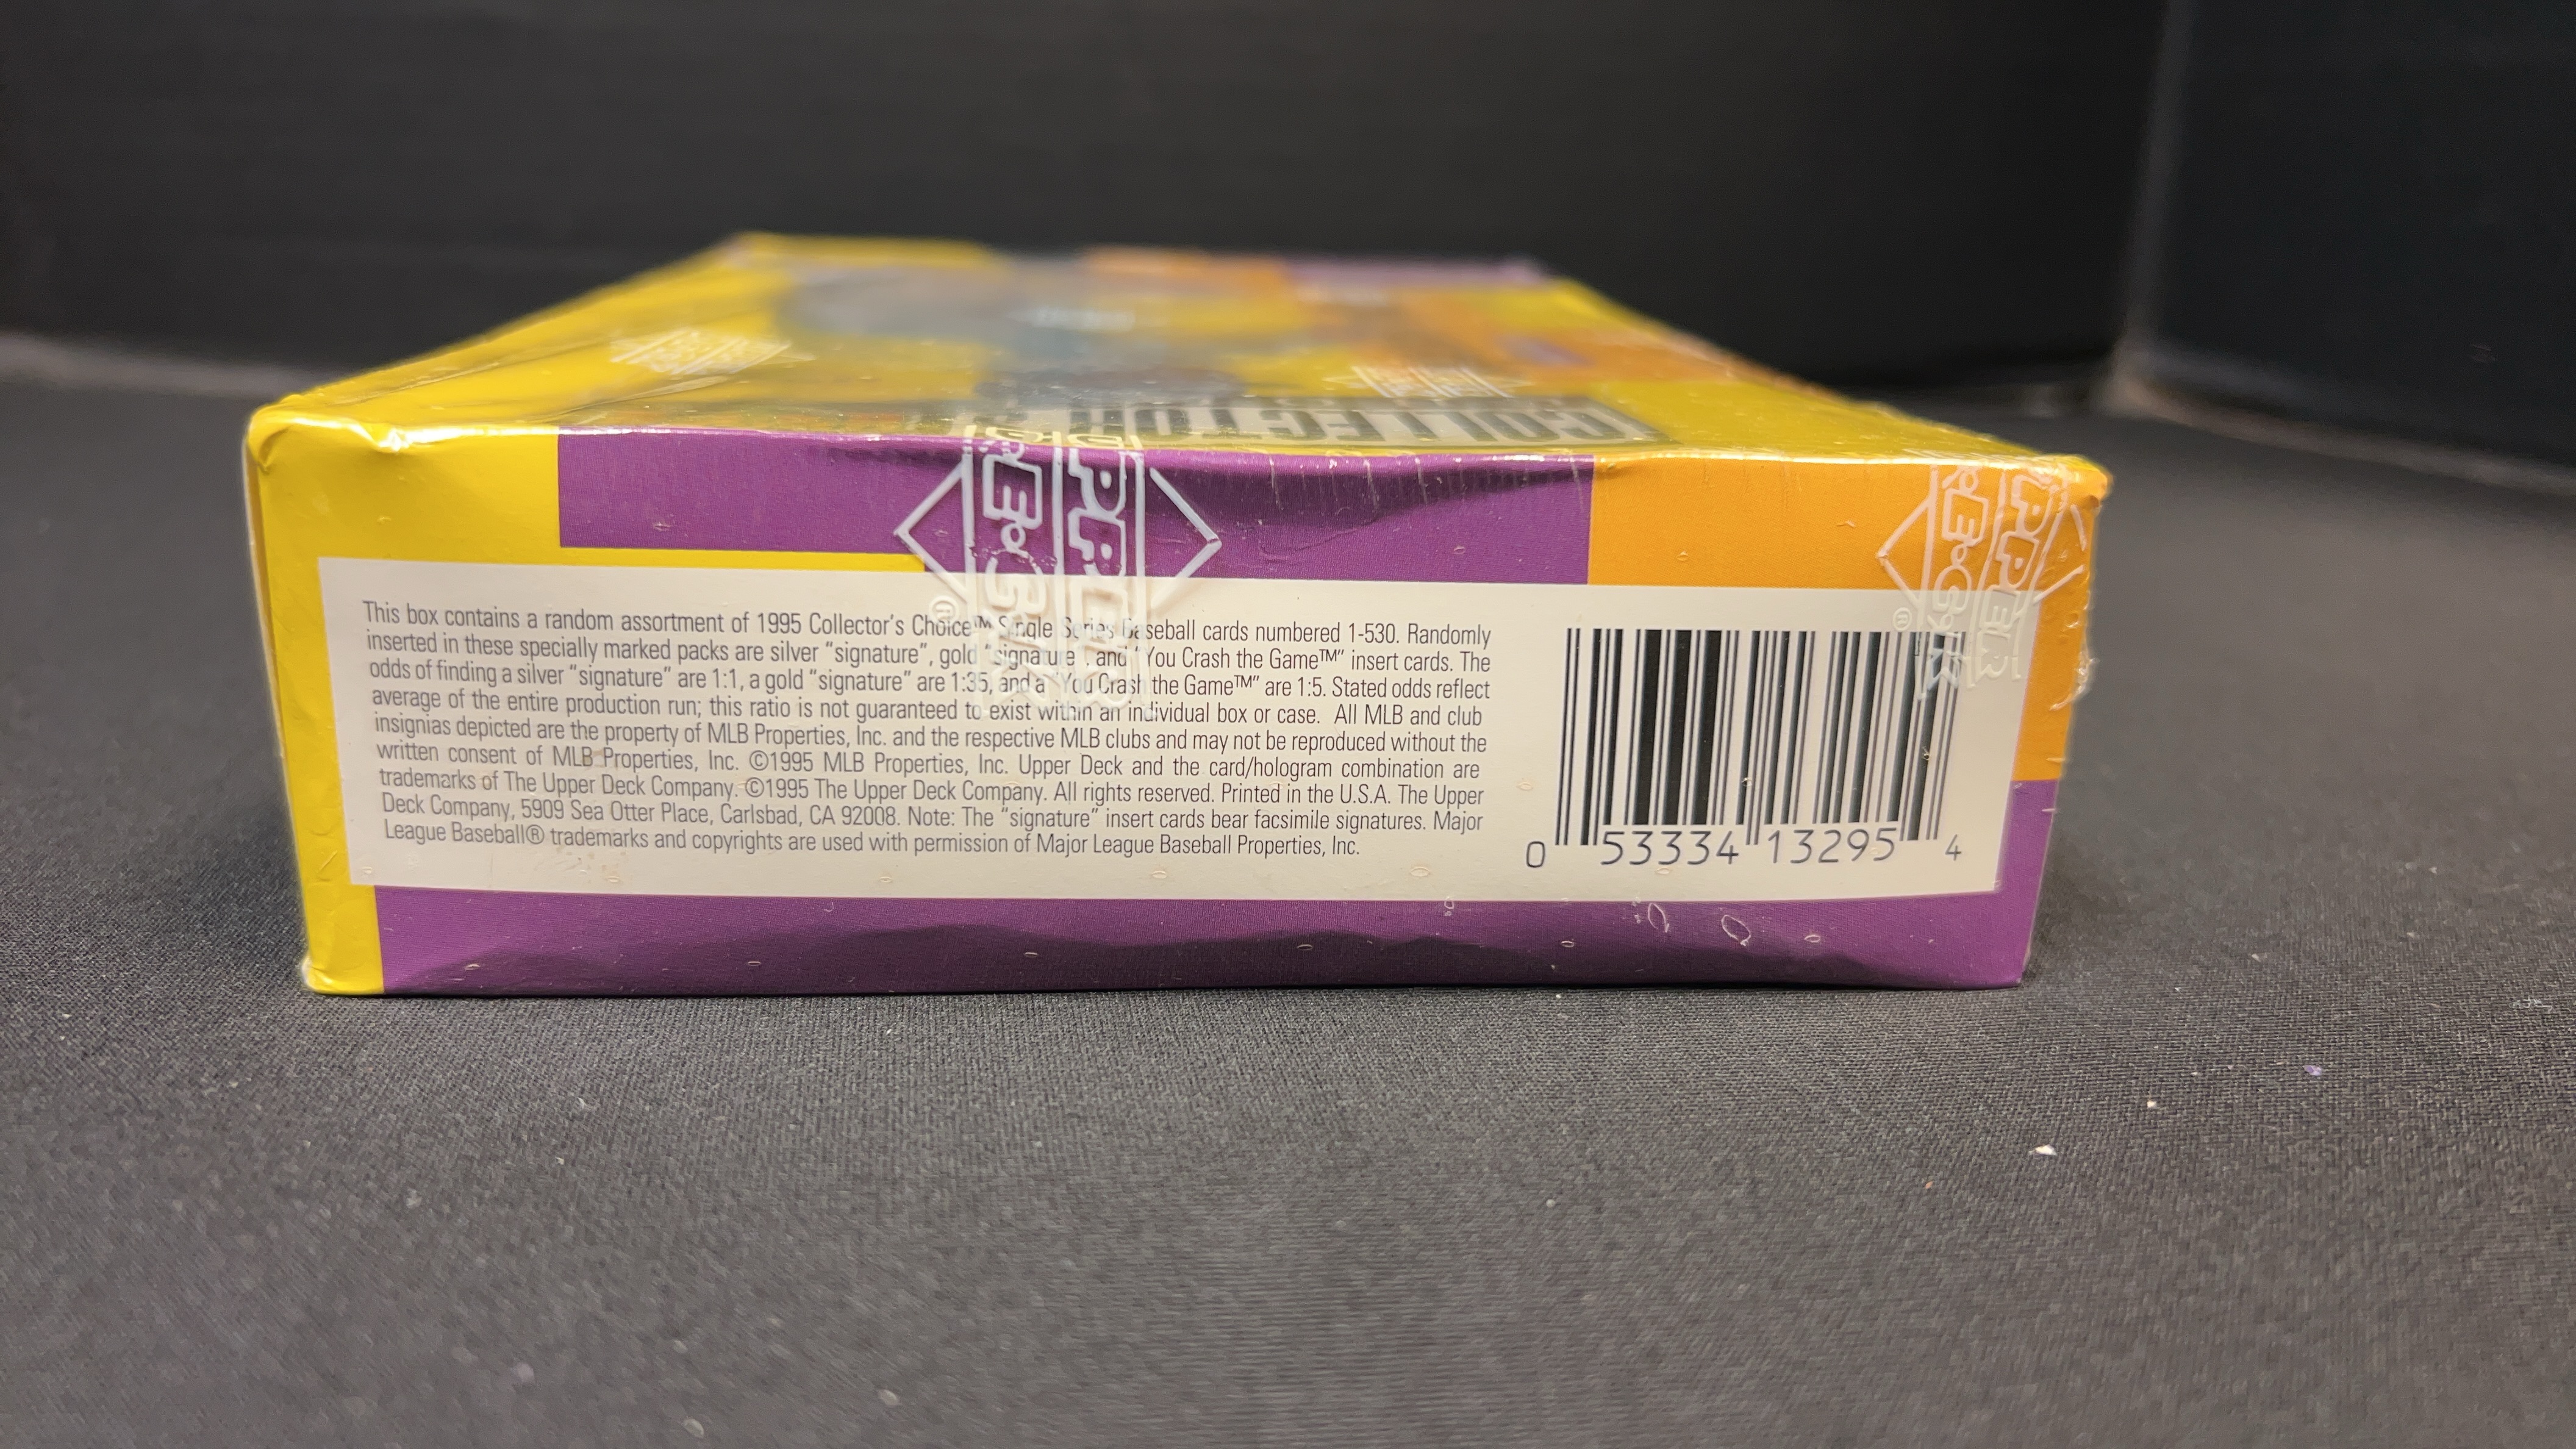 COLLECTOR'S
UPPER
DECK
UPPER
DECK
This box contains a random assortment of 1995 Collector's Choice™ Single Series Baseball cards numbered 1-530. Randomly
inserted in these specially marked packs are silver "signature", gold "signature", and "You Crash the Game™" insert cards. The
odds of finding a silver "signature" are 1:1, a gold "signature" are 1:35, and a "You Crash the Game™" are 1:5. Stated odds reflect
average of the entire production run; this ratio is not guaranteed to exist within an individual box or case. All MLB and club
insignias depicted are the property of MLB Properties, Inc. and the respective MLB clubs and may not be reproduced without the
written consent of MLB Properties, Inc. ©1995 MLB Properties, Inc. Upper Deck and the card/hologram combination are
trademarks of The Upper Deck Company. ©1995 The Upper Deck Company. All rights reserved. Printed in the U.S.A. The Upper
Deck Company, 5909 Sea Otter Place, Carlsbad, CA 92008. Note: The "signature" insert cards bear facsimile signatures. Major
League Baseball® trademarks and copyrights are used with permission of Major League Baseball Properties, Inc.
0 53334 13295 4